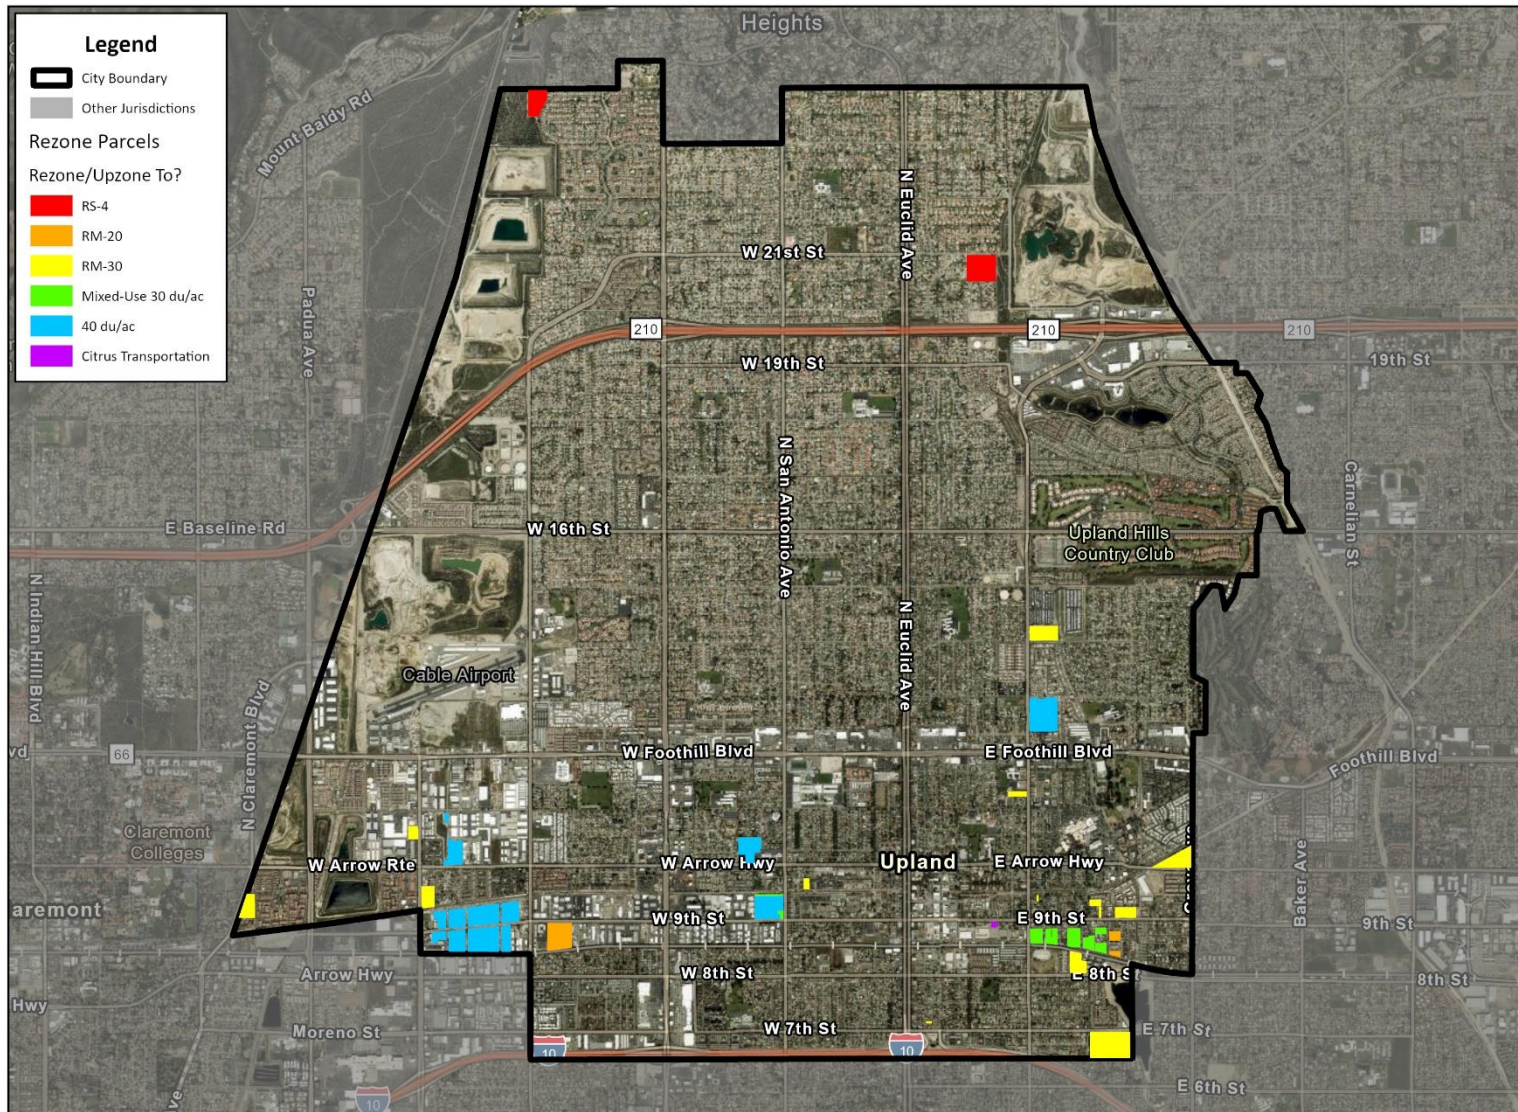 Legend
City Boundary
Other Jurisdictions
Rezone Parcels
Rezone/Upzone To?
RS-4
RM-20
RM-30
Mixed-Use 30 du/ac
40 du/ac
Citrus Transportation
Heights
Mount Baldy Rd
Padua Ave
N Euclid Ave
W 21st St
210
210
210
W 19th St
19th St
N San Antonio Ave
Carnelian St
E Baseline Rd
W 16th St
Upland Hills
Country Club
N Indian Hill Blvd
N Claremont Blvd
Cable Airport
N Euclid Ave
vd
66
W Foothill Blvd
E Foothill Blvd
Foothill Blvd
Claremont
Colleges
W Arrow Rte
W Arrow Hwy
Upland
E Arrow Hwy
Baker Ave
aremont
W 9th St
E 9th St
9th St
Arrow Hwy
W 8th St
E 8th St
8th St
Hwy
Moreno St
W 7th St
E 7th St
10
10
10
E 6th St
ve